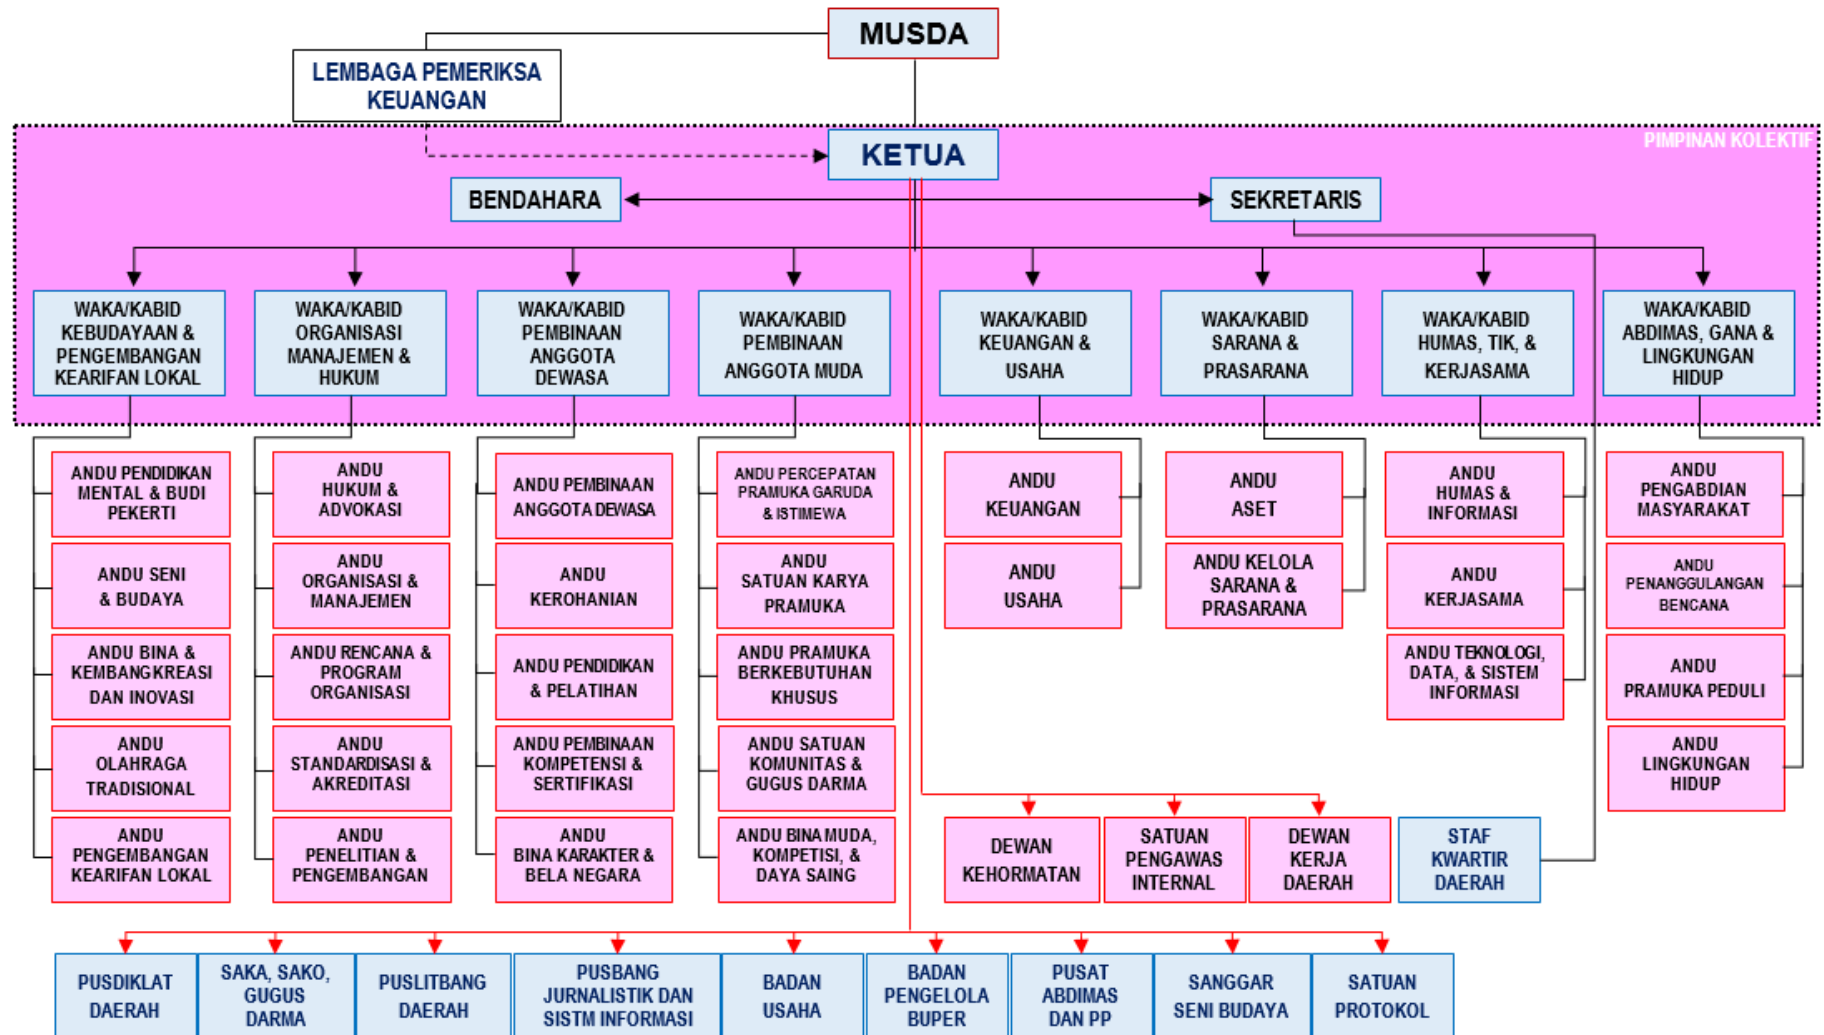 MUSDA
LEMBAGA PEMERIKSA
KEUANGAN
PIMPINAN KOLEKTIF
KETUA
BENDAHARA
SEKRETARIS
WAKA/KABID
KEBUDAYAAN &
PENGEMBANGAN
KEARIFAN LOKAL
WAKA/KABID
ORGANISASI
MANAJEMEN &
HUKUM
WAKA/KABID
PEMBINAAN
ANGGOTA
DEWASA
WAKA/KABID
PEMBINAAN
ANGGOTA MUDA
WAKA/KABID
KEUANGAN &
USAHA
WAKA/KABID
SARANA &
PRASARANA
WAKA/KABID
HUMAS, TIK, &
KERJASAMA
WAKA/KABID
ABDIMAS, GANA &
LINGKUNGAN
HIDUP
ANDU PENDIDIKAN
MENTAL & BUDI
PEKERTI
ANDU SENI
& BUDAYA
ANDU BINA &
KEMBANG KREASI
DAN INOVASI
ANDU
OLAHRAGA
TRADISIONAL
ANDU
PENGEMBANGAN
KEARIFAN LOKAL
ANDU
HUKUM &
ADVOKASI
ANDU
ORGANISASI &
MANAJEMEN
ANDU RENCANA &
PROGRAM
ORGANISASI
ANDU
STANDARDISASI &
AKREDITASI
ANDU
PENELITIAN &
PENGEMBANGAN
ANDU PEMBINAAN
ANGGOTA DEWASA
ANDU
KEROHANIAN
ANDU PENDIDIKAN
& PELATIHAN
ANDU PEMBINAAN
KOMPETENSI &
SERTIFIKASI
ANDU
BINA KARAKTER &
BELA NEGARA
ANDU PERCEPATAN
PRAMUKA GARUDA
& ISTIMEWA
ANDU
SATUAN KARYA
PRAMUKA
ANDU PRAMUKA
BERKEBUTUHAN
KHUSUS
ANDU SATUAN
KOMUNITAS &
GUGUS DARMA
ANDU BINA MUDA,
KOMPETISI, &
DAYA SAING
ANDU
KEUANGAN
ANDU
USAHA
ANDU
ASET
ANDU KELOLA
SARANA &
PRASARANA
ANDU
HUMAS &
INFORMASI
ANDU
KERJASAMA
ANDU TEKNOLOGI,
DATA, & SISTEM
INFORMASI
ANDU
PENGABDIAN
MASYARAKAT
ANDU
PENANGGULANGAN
BENCANA
ANDU
PRAMUKA PEDULI
ANDU
LINGKUNGAN
HIDUP
DEWAN
KEHORMATAN
SATUAN
PENGAWAS
INTERNAL
DEWAN
KERJA
DAERAH
STAF
KWARTIR
DAERAH
PUSDIKLAT
DAERAH
SAKA, SAKO,
GUGUS
DARMA
PUSLITBANG
DAERAH
PUSBANG
JURNALISTIK DAN
SISTM INFORMASI
BADAN
USAHA
BADAN
PENGELOLA
BUPER
PUSAT
ABDIMAS
DAN PP
SANGGAR
SENI BUDAYA
SATUAN
PROTOKOL